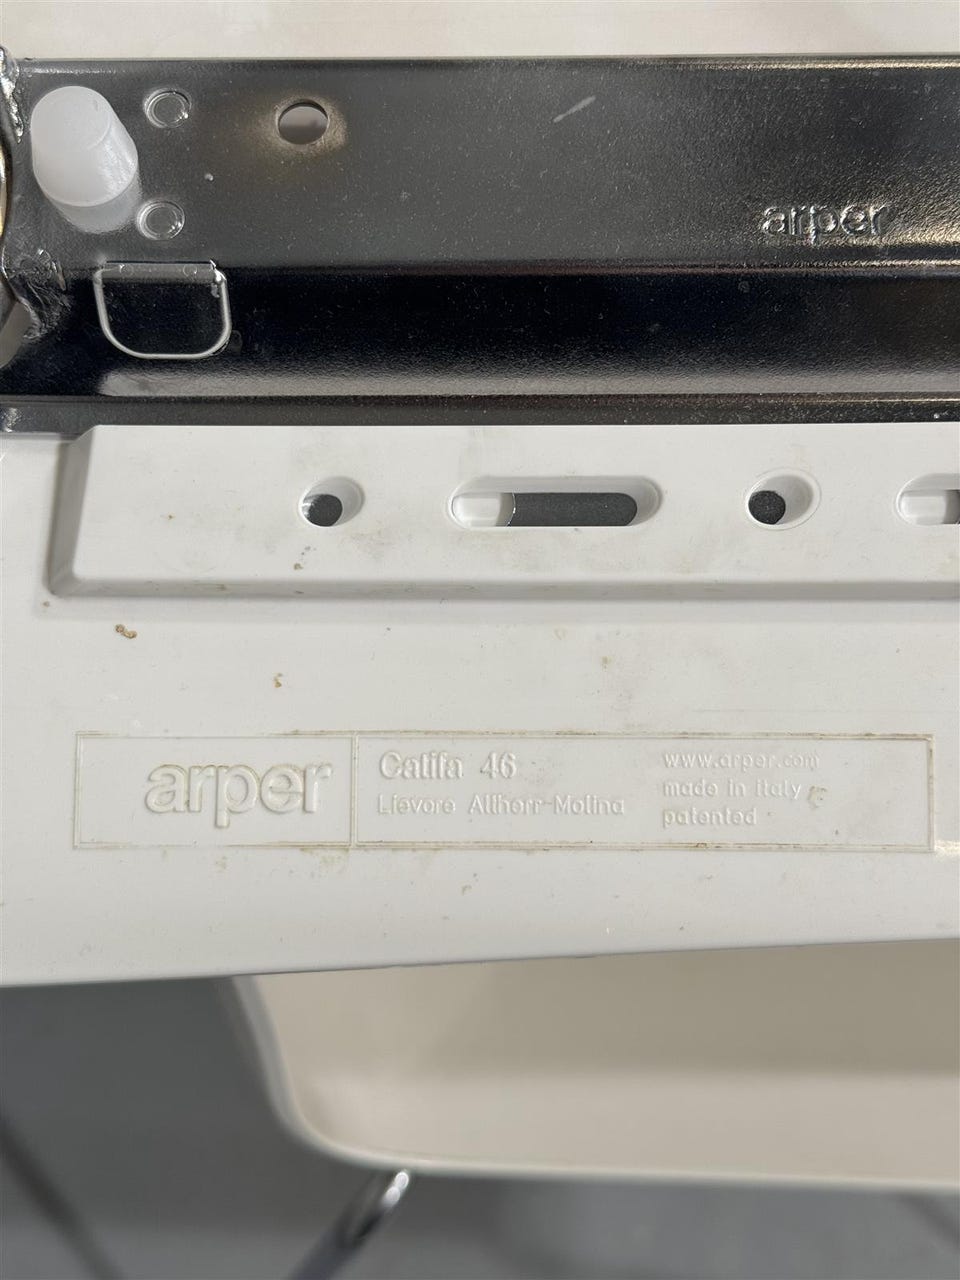 arper
arper
Catifa 46
Lievore Altherr Molina
www.arper.com
made in Italy
patented